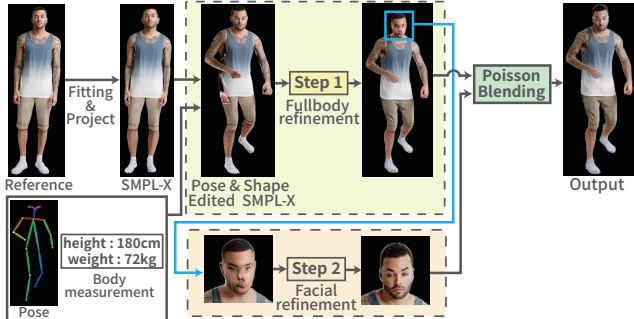 Reference
Fitting
&
Project
SMPL-X
Pose & Shape
Edited SMPL-X
Step 1
Fullbody
refinement
Poisson
Blending
Output
Pose
height : 180cm
weight : 72kg
Body
measurement
Step 2
Facial
refinement